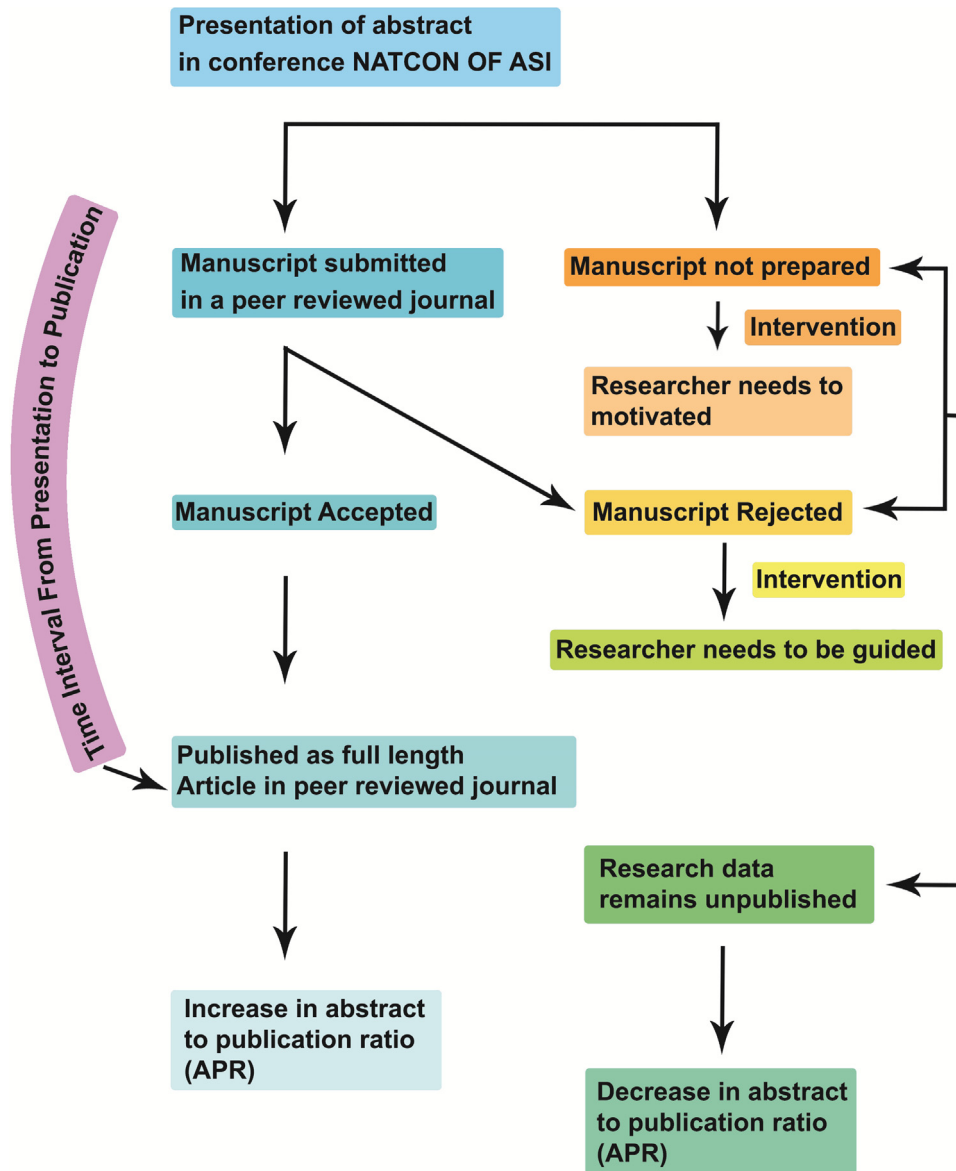 Presentation of abstract
in conference NATCON OF ASI
Time Interval From Presentation to Publication
Manuscript submitted
in a peer reviewed journal
Manuscript not prepared
Intervention
Researcher needs to
motivated
Manuscript Accepted
Manuscript Rejected
Intervention
Researcher needs to be guided
Published as full length
Article in peer reviewed journal
Research data
remains unpublished
Increase in abstract
to publication ratio
(APR)
Decrease in abstract
to publication ratio
(APR)